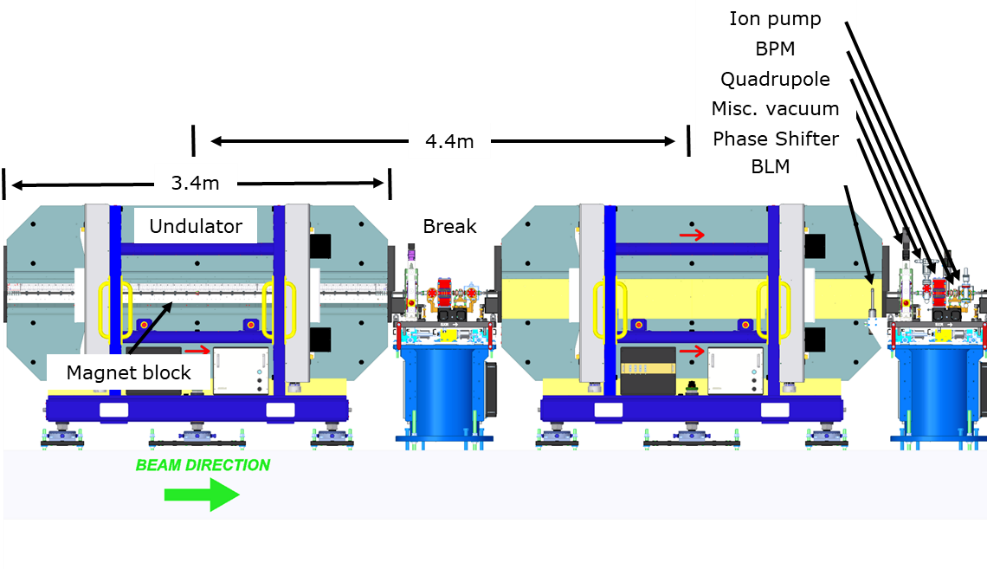 Ion pump
BPM
Quadrupole
Misc. vacuum
Phase Shifter
BLM
4.4m
3.4m
Undulator
Break
Magnet block
BEAM DIRECTION